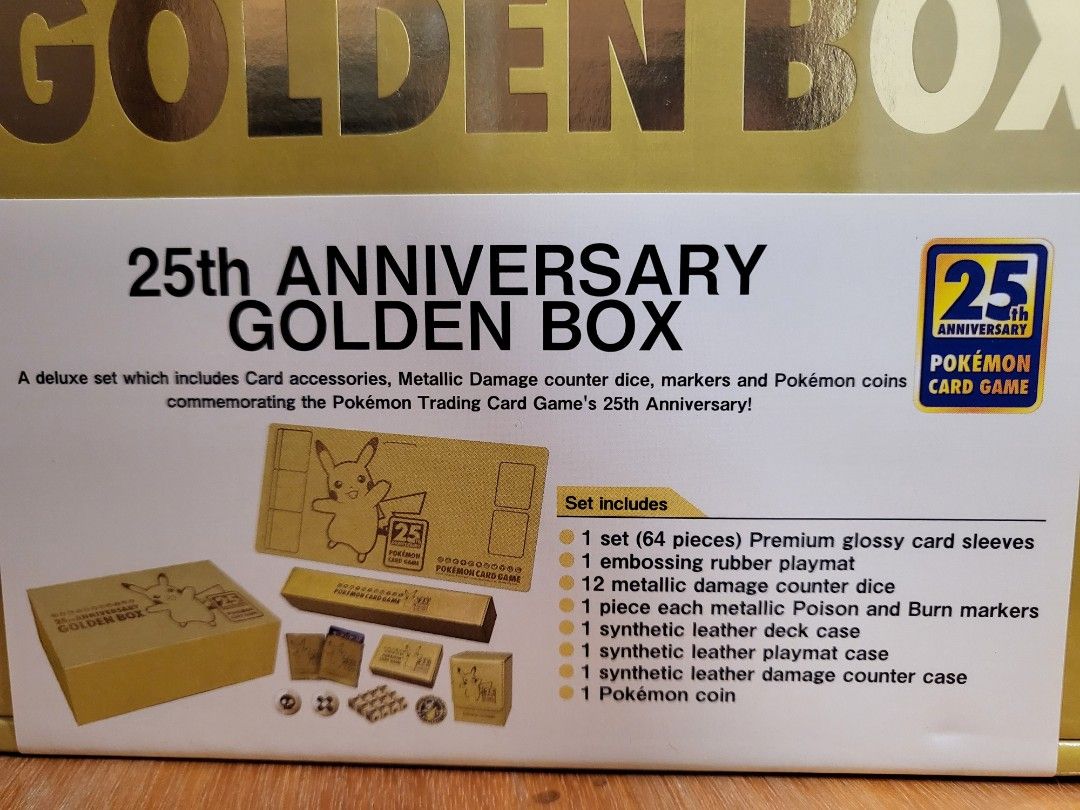 GOLDEN BOX
25th ANNIVERSARY
GOLDEN BOX
A deluxe set which includes Card accessories, Metallic Damage counter dice, markers and Pokémon coins
commemorating the Pokémon Trading Card Game's 25th Anniversary!
25th
ANNIVERSARY
POKÉMON
CARD GAME
25
ANNIVERSARY
POKÉMON
CARD GAME
POKÉMON CARD GAME
POKÉMON CARD GAME
25th ANNIVERSARY
GOLDEN BOX
Set includes
1 set (64 pieces) Premium glossy card sleeves
1 embossing rubber playmat
12 metallic damage counter dice
1 piece each metallic Poison and Burn markers
1 synthetic leather deck case
1 synthetic leather playmat case
1 synthetic leather damage counter case
1 Pokémon coin